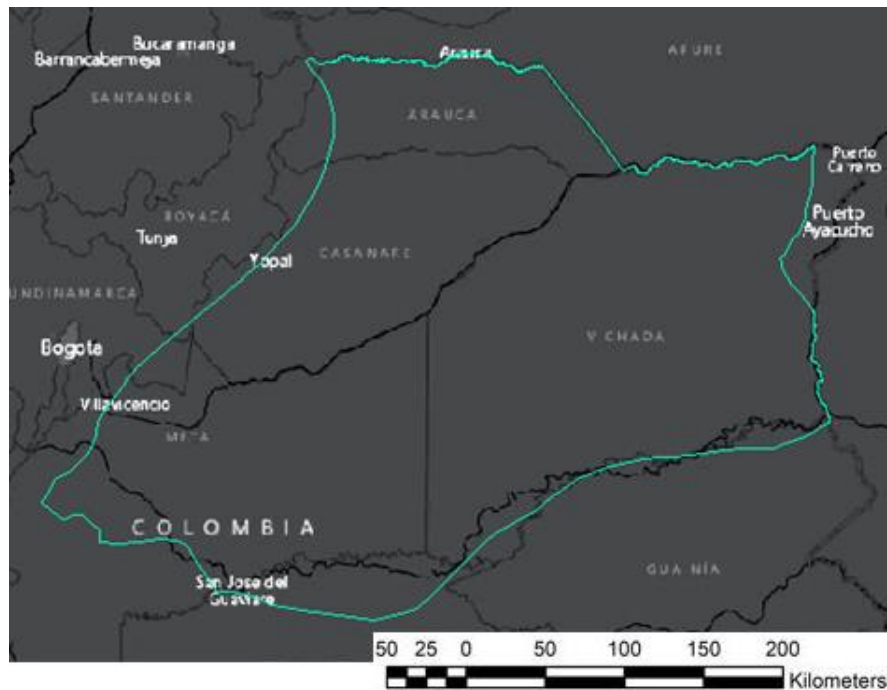 Bucaramanga
Barrancabermeja
Arauca
APURE
SANTANDER
ARAUCA
Puerto
Carreno
BOYACÁ
Puerto
Ayacucho
Tunja
Yopal
CASANARE
UNDINAMARCA
VICHADA
Bogota
Villavicencio
META
COLOMBIA
San Jose del
Guaviare
GUAINÍA
50 25 0 50 100 150 200
Kilometers